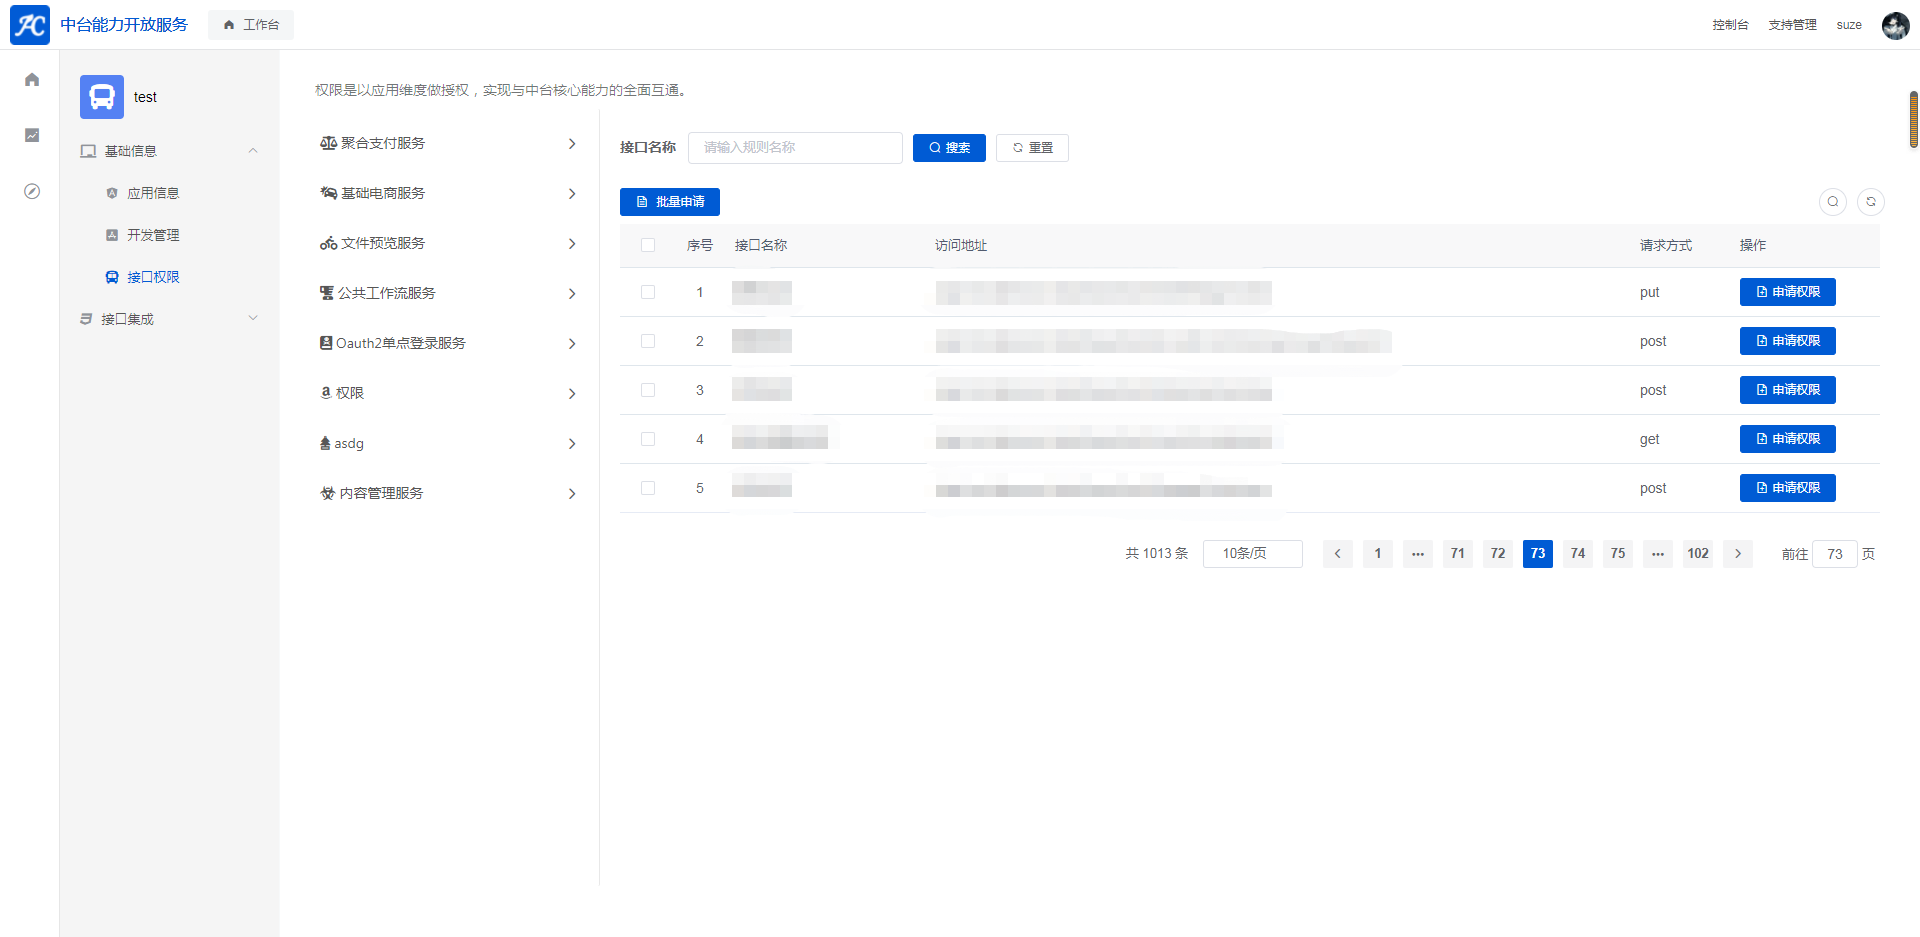 中台能力开放服务 工作台 控制台 支持管理 suze
test
基础信息
应用信息
开发管理
接口权限
接口集成
权限是以应用维度做授权，实现与中台核心能力的全面互通。
聚合支付服务
基础电商服务
文件预览服务
公共工作流服务
Oauth2单点登录服务
权限
asdg
内容管理服务
接口名称 请输入规则名称 搜索 重置
批量申请
序号 接口名称 访问地址 请求方式 操作
1 put 申请权限
2 post 申请权限
3 post 申请权限
4 get 申请权限
5 post 申请权限
共 1013 条 10条/页 1 ••• 71 72 73 74 75 ••• 102 前往 73 页